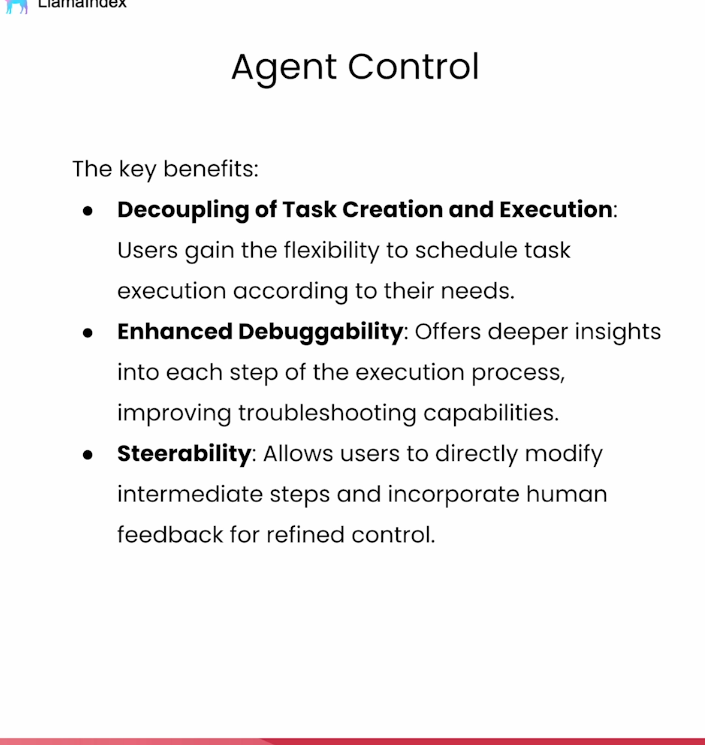 LlamaIndex
Agent Control
The key benefits:
● Decoupling of Task Creation and Execution:
Users gain the flexibility to schedule task
execution according to their needs.
● Enhanced Debuggability: Offers deeper insights
into each step of the execution process,
improving troubleshooting capabilities.
● Steerability: Allows users to directly modify
intermediate steps and incorporate human
feedback for refined control.